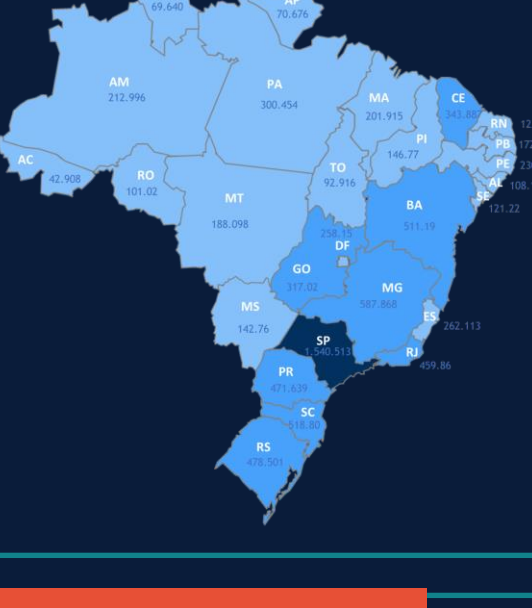 AP
69.640
70.676
AM
212.996
PA
300.454
MA
201.915
CE
343.88
RN
PB
PI
146.77
PE
AC
42.908
RO
101.02
TO
92.916
AL
SE
121.22
MT
188.098
BA
511.19
258.15
DF
GO
317.02
MG
587.868
MS
142.76
ES
262.113
SP
1.540.513
RJ
459.86
PR
471.639
SC
518.80
RS
478.501